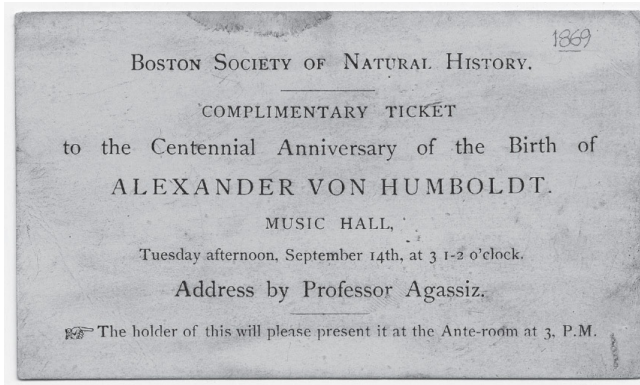 1869
BOSTON SOCIETY OF NATURAL HISTORY.
COMPLIMENTARY TICKET
to the Centennial Anniversary of the Birth of
ALEXANDER VON HUMBOLDT.
MUSIC HALL,
Tuesday afternoon, September 14th, at 3 1-2 o'clock.
Address by Professor Agassiz.
☞ The holder of this will please present it at the Ante-room at 3, P.M.